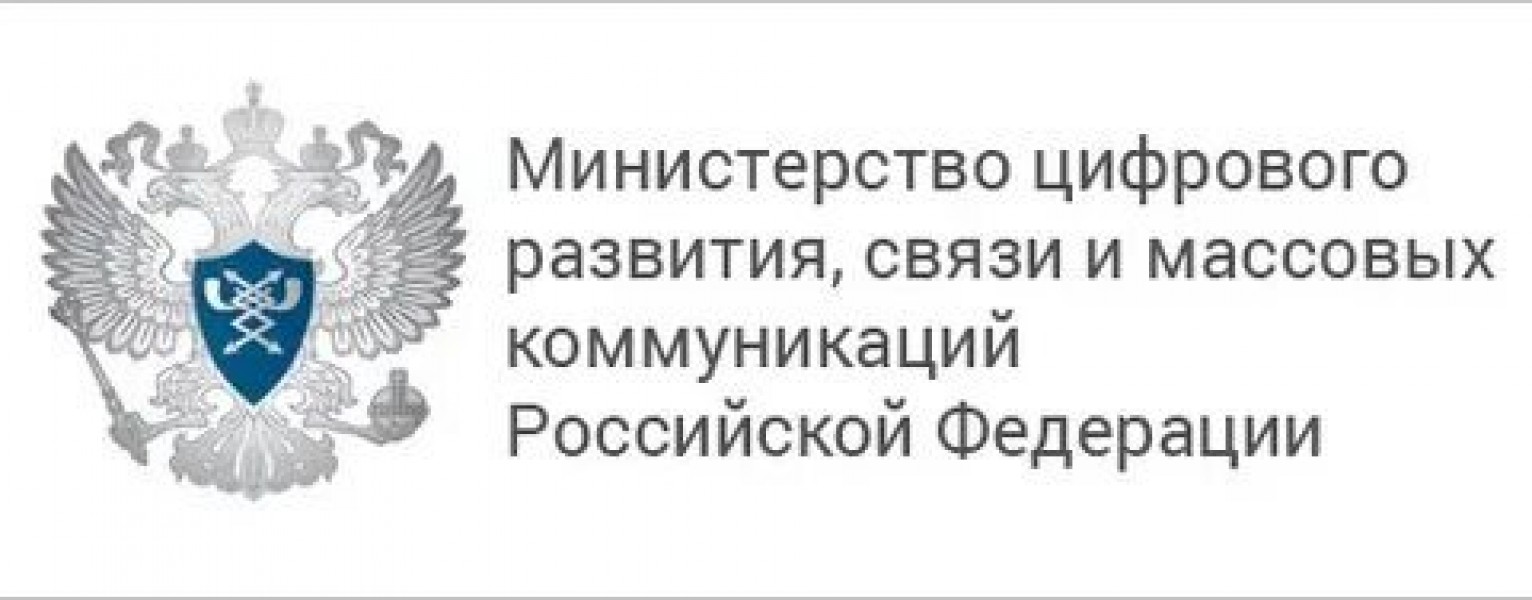 Министерство цифрового
развития, связи и массовых
коммуникаций
Российской Федерации